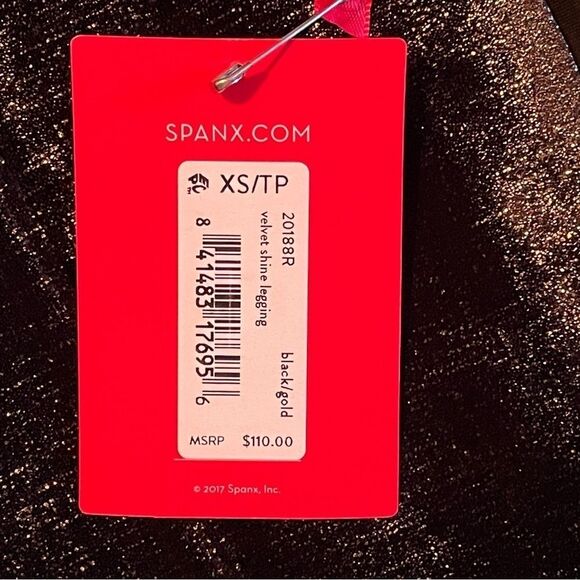 SPANX.COM
XS/TP
20188R
velvet shine legging
black/gold
8 41483 17695 6
MSRP $110.00
© 2017 Spanx, Inc.